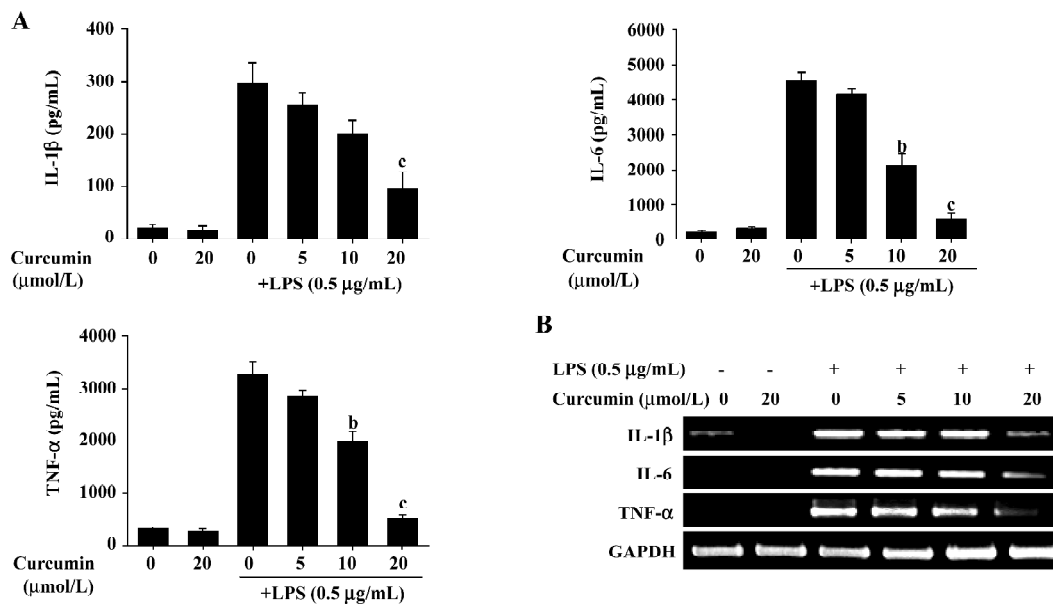 A
IL-1β (pg/mL)
400
300
200
100
0
c
Curcumin 0 20 0 5 10 20
(μmol/L)
+LPS (0.5 μg/mL)
IL-6 (pg/mL)
6000
5000
4000
3000
2000
1000
0
b
c
Curcumin 0 20 0 5 10 20
(μmol/L)
+LPS (0.5 μg/mL)
TNF-α (pg/mL)
4000
3000
2000
1000
0
b
c
Curcumin 0 20 0 5 10 20
(μmol/L)
+LPS (0.5 μg/mL)
B
LPS (0.5 μg/mL) - - + + + +
Curcumin (μmol/L) 0 20 0 5 10 20
IL-1β
IL-6
TNF-α
GAPDH